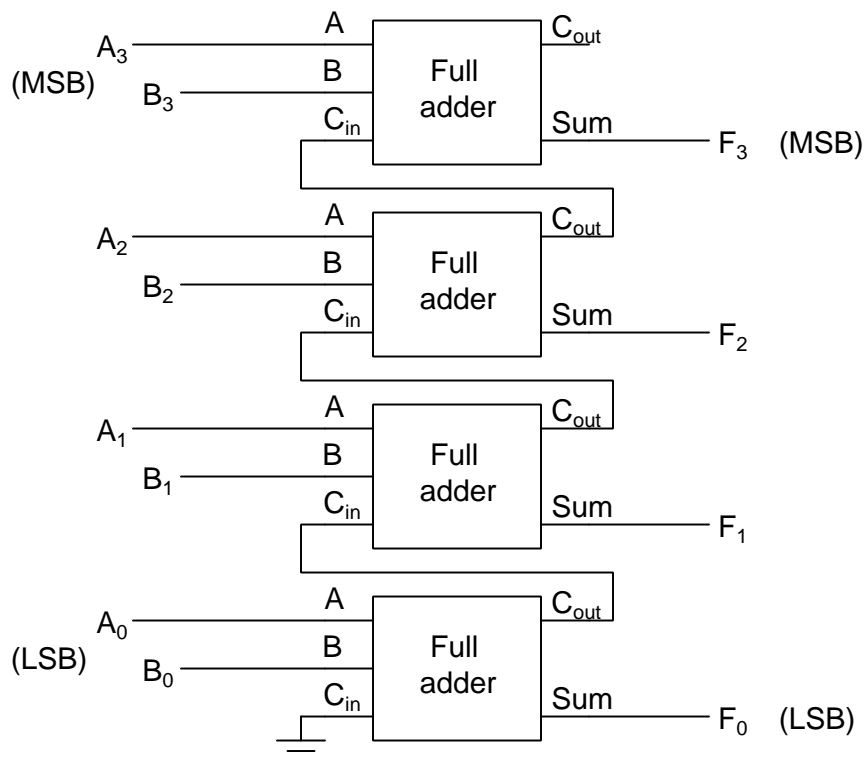 A C_out
A_3 Full
(MSB) B adder
B_3
C_in Sum F_3 (MSB)
A C_out
A_2 Full
B adder
B_2
C_in Sum F_2
A C_out
A_1 Full
B adder
B_1
C_in Sum F_1
A C_out
A_0 Full
(LSB) B adder
B_0
C_in Sum F_0 (LSB)